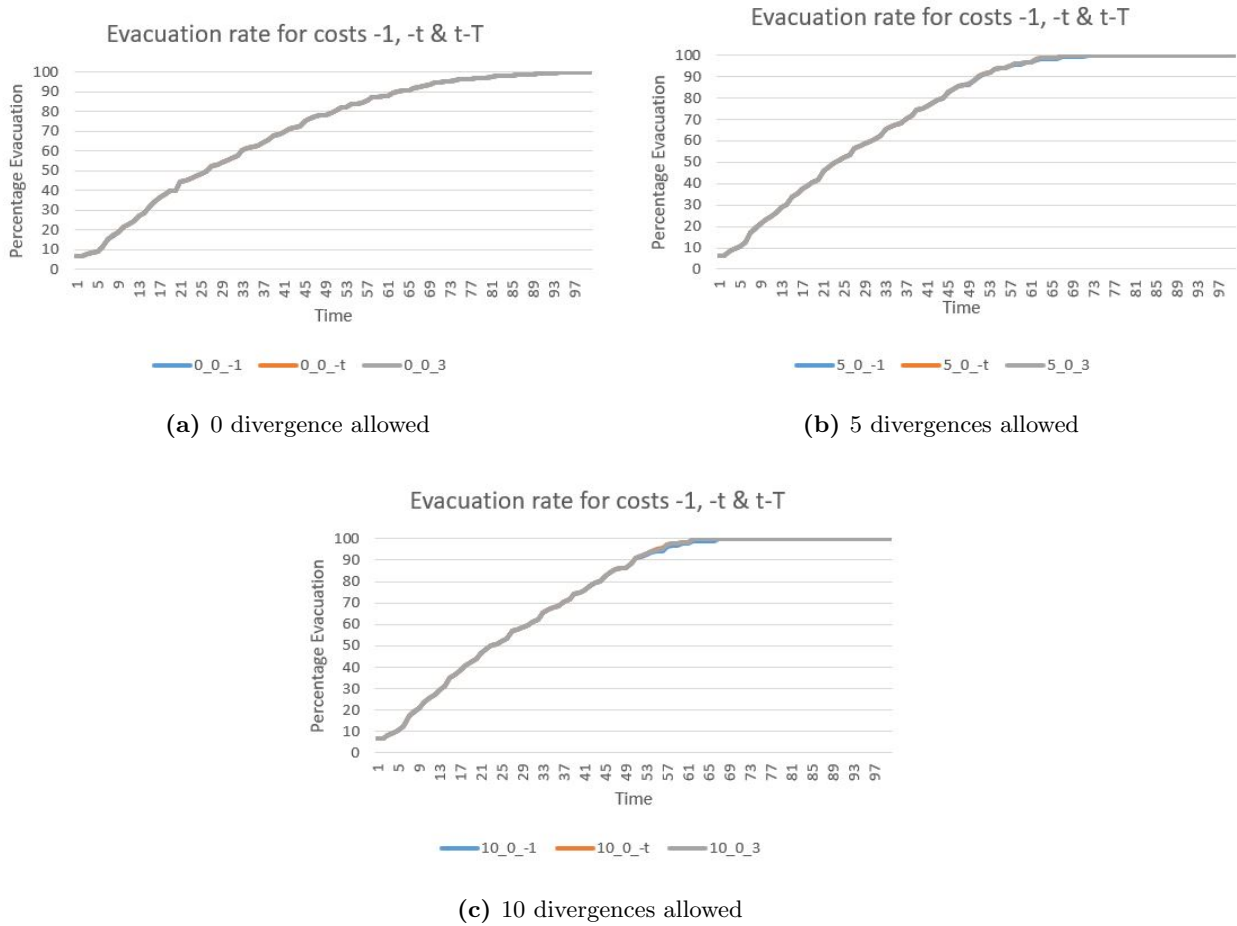 Evacuation rate for costs -1, -t & t-T
Percentage Evacuation
100
90
80
70
60
50
40
30
20
10
0
1 5 9 13 17 21 25 29 33 37 41 45 49 53 57 61 65 69 73 77 81 85 89 93 97
Time
0_0_-1 0_0_-t 0_0_3
(a) 0 divergence allowed
Evacuation rate for costs -1, -t & t-T
Percentage Evacuation
100
90
80
70
60
50
40
30
20
10
0
1 5 9 13 17 21 25 29 33 37 41 45 49 53 57 61 65 69 73 77 81 85 89 93 97
Time
5_0_-1 5_0_-t 5_0_3
(b) 5 divergences allowed
Evacuation rate for costs -1, -t & t-T
Percentage Evacuation
100
90
80
70
60
50
40
30
20
10
0
1 5 9 13 17 21 25 29 33 37 41 45 49 53 57 61 65 69 73 77 81 85 89 93 97
Time
10_0_-1 10_0_-t 10_0_3
(c) 10 divergences allowed